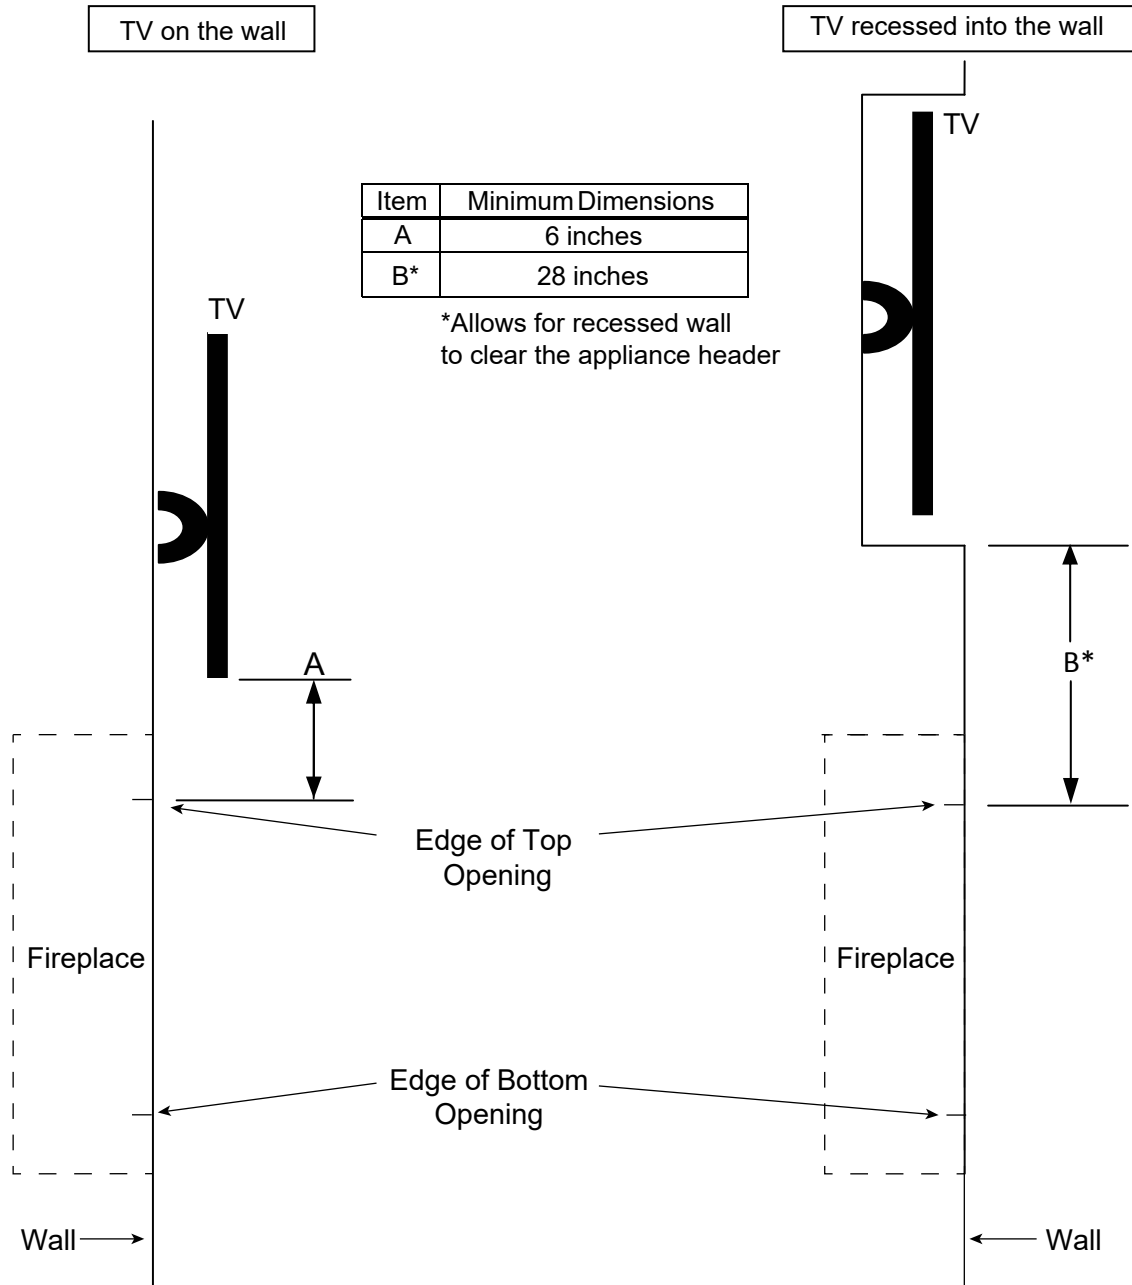 TV on the wall
TV recessed into the wall
TV
Item Minimum Dimensions
A 6 inches
B* 28 inches
*Allows for recessed wall
to clear the appliance header
TV
A
B*
Edge of Top
Opening
Fireplace
Fireplace
Edge of Bottom
Opening
Wall
Wall